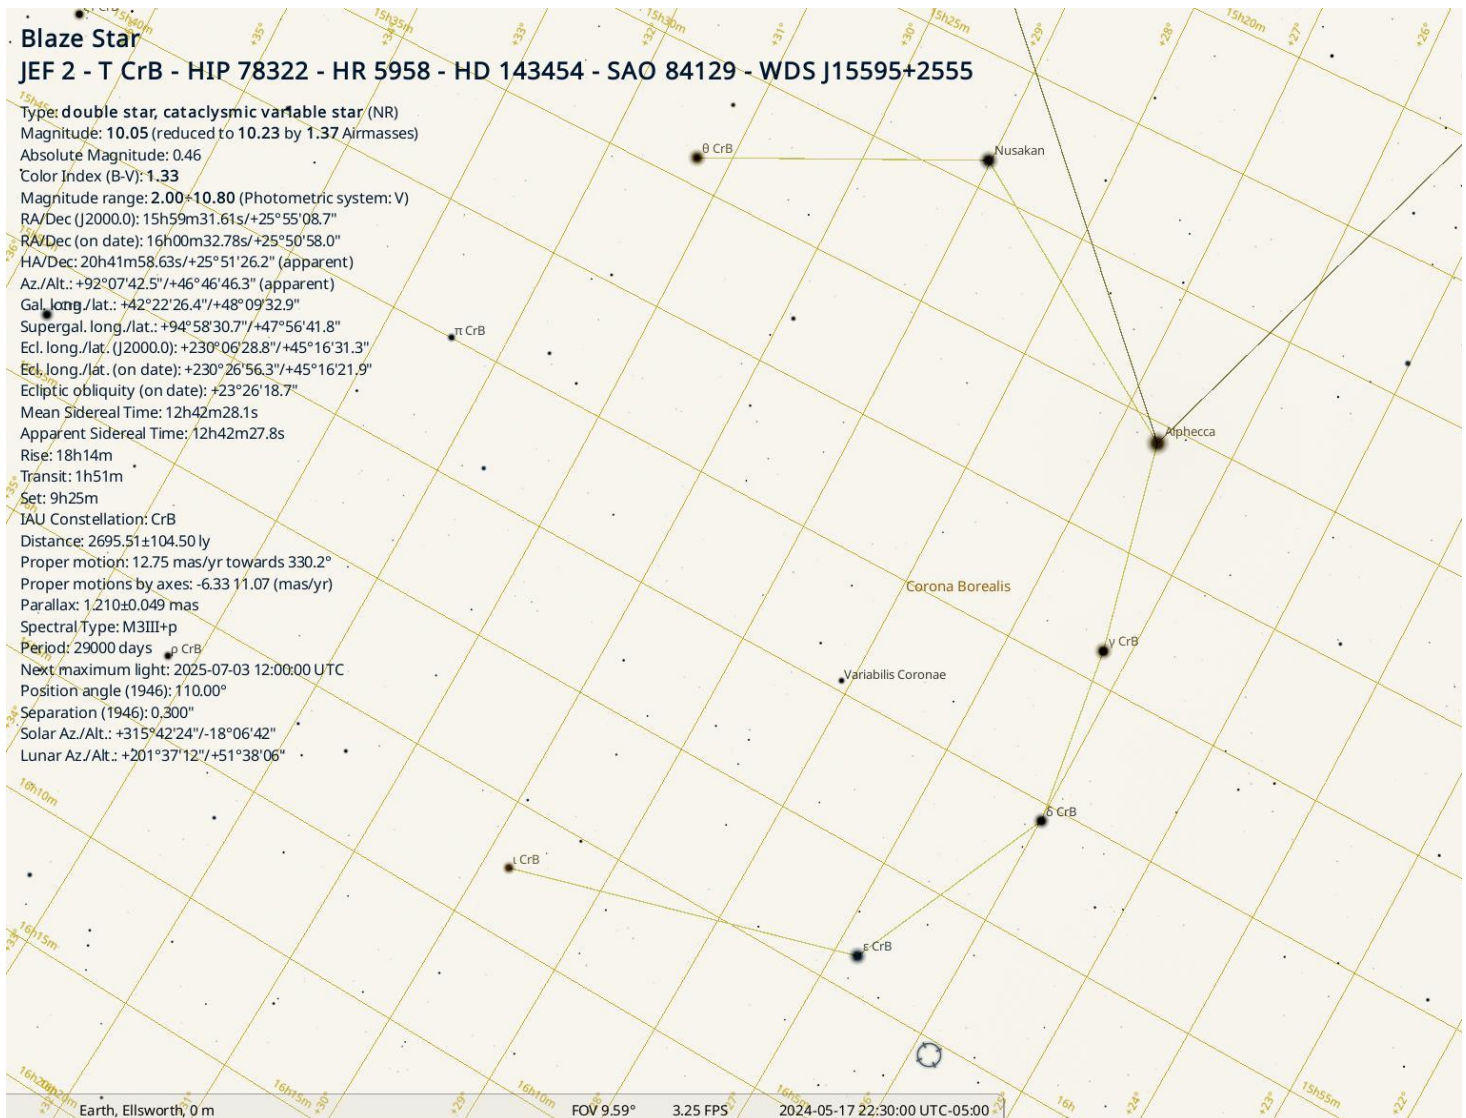 15h40m
+35°
+34°
15h35m
+33°
+32°
15h30m
+31°
+30°
15h25m
+29°
+28°
15h20m
+27°
+26°
Blaze Star
JEF 2 - T CrB - HIP 78322 - HR 5958 - HD 143454 - SAO 84129 - WDS J15595+2555
Type: double star, cataclysmic variable star (NR)
Magnitude: 10.05 (reduced to 10.23 by 1.37 Airmasses)
Absolute Magnitude: 0.46
Color Index (B-V): 1.33
Magnitude range: 2.00÷10.80 (Photometric system: V)
RA/Dec (J2000.0): 15h59m31.61s/+25°55'08.7"
RA/Dec (on date): 16h00m32.78s/+25°50'58.0"
HA/Dec: 20h41m58.63s/+25°51'26.2" (apparent)
Az./Alt.: +92°07'42.5"/+46°46'46.3" (apparent)
Gal. long./lat.: +42°22'26.4"/+48°09'32.9"
Supergal. long./lat.: +94°58'30.7"/+47°56'41.8"
Ecl. long./lat. (J2000.0): +230°06'28.8"/+45°16'31.3"
Ecl. long./lat. (on date): +230°26'56.3"/+45°16'21.9"
Ecliptic obliquity (on date): +23°26'18.7"
Mean Sidereal Time: 12h42m28.1s
Apparent Sidereal Time: 12h42m27.8s
Rise: 18h14m
Transit: 1h51m
Set: 9h25m
IAU Constellation: CrB
Distance: 2695.51±104.50 ly
Proper motion: 12.75 mas/yr towards 330.2°
Proper motions by axes: -6.33 11.07 (mas/yr)
Parallax: 1.210±0.049 mas
Spectral Type: M3III+p
Period: 29000 days
Next maximum light: 2025-07-03 12:00:00 UTC
Position angle (1946): 110.00°
Separation (1946): 0.300"
Solar Az./Alt.: +315°42'24"/-18°06'42"
Lunar Az./Alt.: +201°37'12"/+51°38'06"
θ CrB
Nusakan
π CrB
Alphecca
Corona Borealis
γ CrB
ρ CrB
Variabilis Coronae
δ CrB
ι CrB
ε CrB
+36°
+35°
+34°
16h10m
16h15m
+33°
16h20m
+31°
16h15m
+30°
+29°
16h10m
+27°
16h5m
16h
+24°
15h55m
+23°
+22°
Earth, Ellsworth, 0 m
FOV 9.59°
3.25 FPS
2024-05-17 22:30:00 UTC-05:00